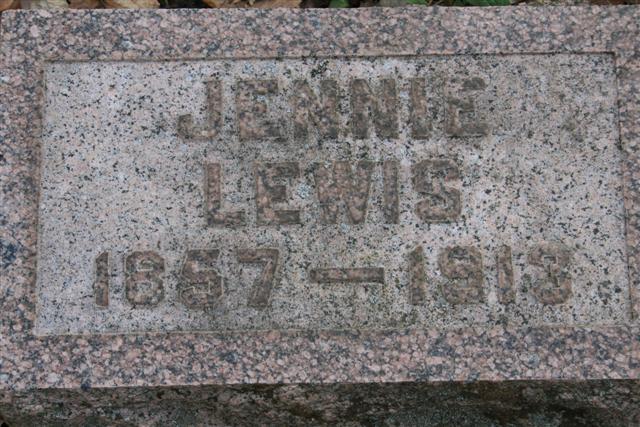 JENNIE
LEWIS
1857 — 1913